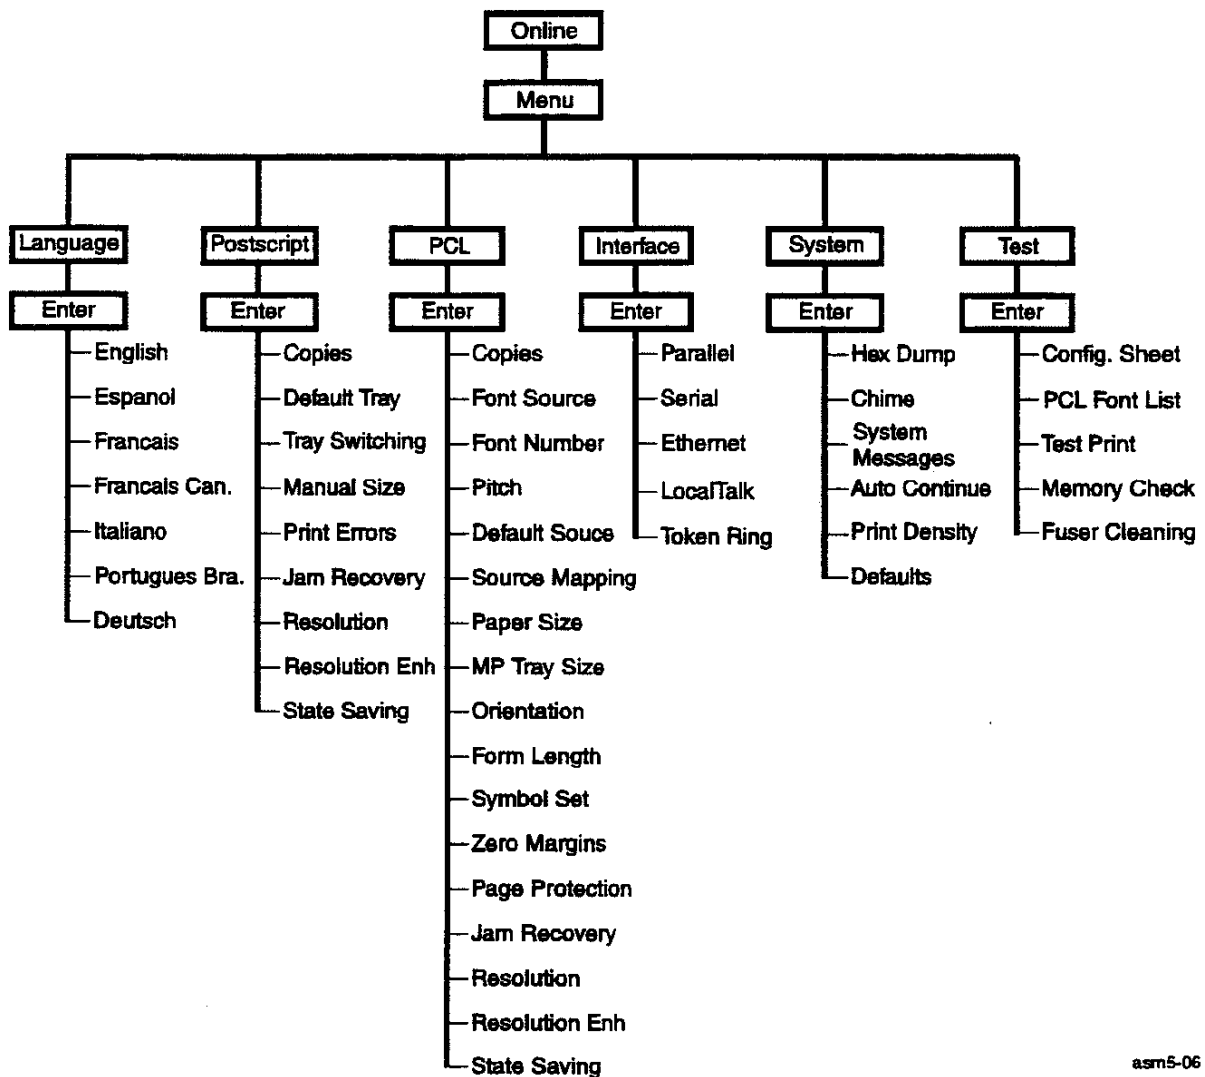 Online
Menu
Language
Enter
English
Espanol
Francais
Francais Can.
Italiano
Portugues Bra.
Deutsch
Postscript
Enter
Copies
Default Tray
Tray Switching
Manual Size
Print Errors
Jam Recovery
Resolution
Resolution Enh
State Saving
PCL
Enter
Copies
Font Source
Font Number
Pitch
Default Souce
Source Mapping
Paper Size
MP Tray Size
Orientation
Form Length
Symbol Set
Zero Margins
Page Protection
Jam Recovery
Resolution
Resolution Enh
State Saving
Interface
Enter
Parallel
Serial
Ethernet
LocalTalk
Token Ring
System
Enter
Hex Dump
Chime
System
Messages
Auto Continue
Print Density
Defaults
Test
Enter
Config. Sheet
PCL Font List
Test Print
Memory Check
Fuser Cleaning
asm5-06